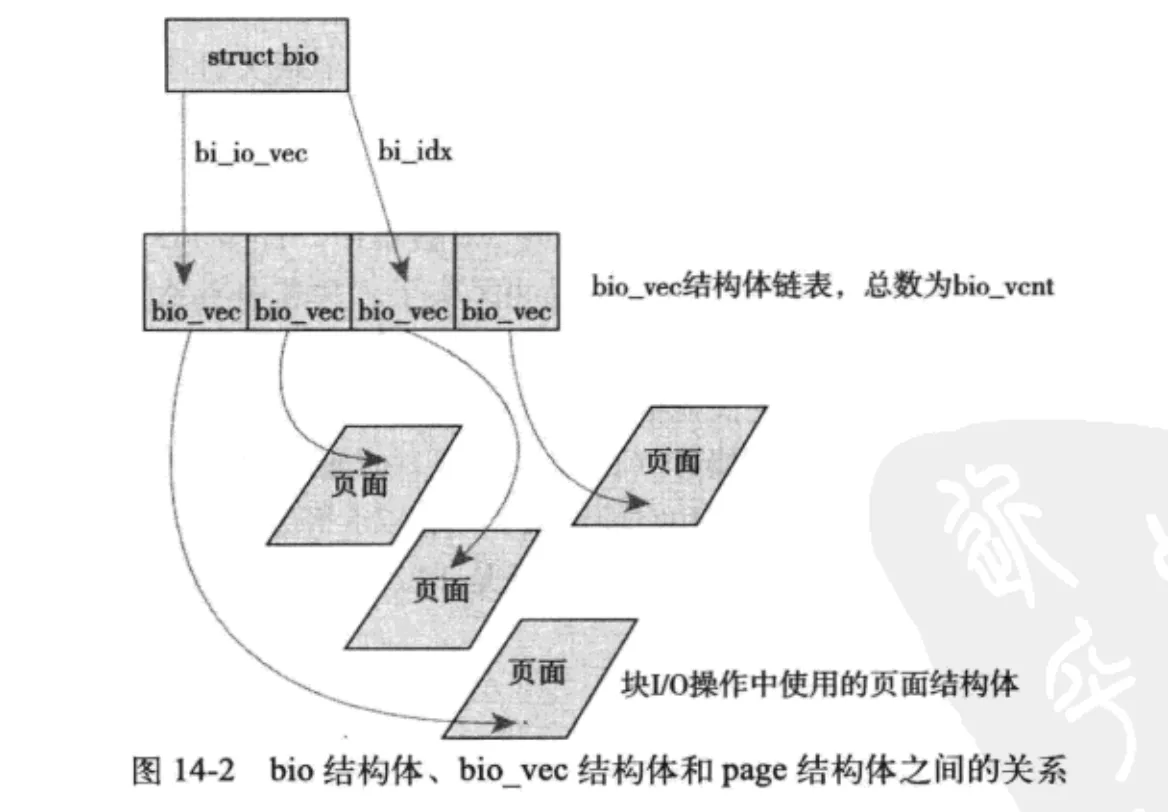 struct bio
bi_io_vec
bi_idx
bio_vec
bio_vec
bio_vec
bio_vec
bio_vec结构体链表，总数为bio_vcnt
页面
页面
页面
页面
块I/O操作中使用的页面结构体
图 14-2 bio 结构体、bio_vec 结构体和 page 结构体之间的关系